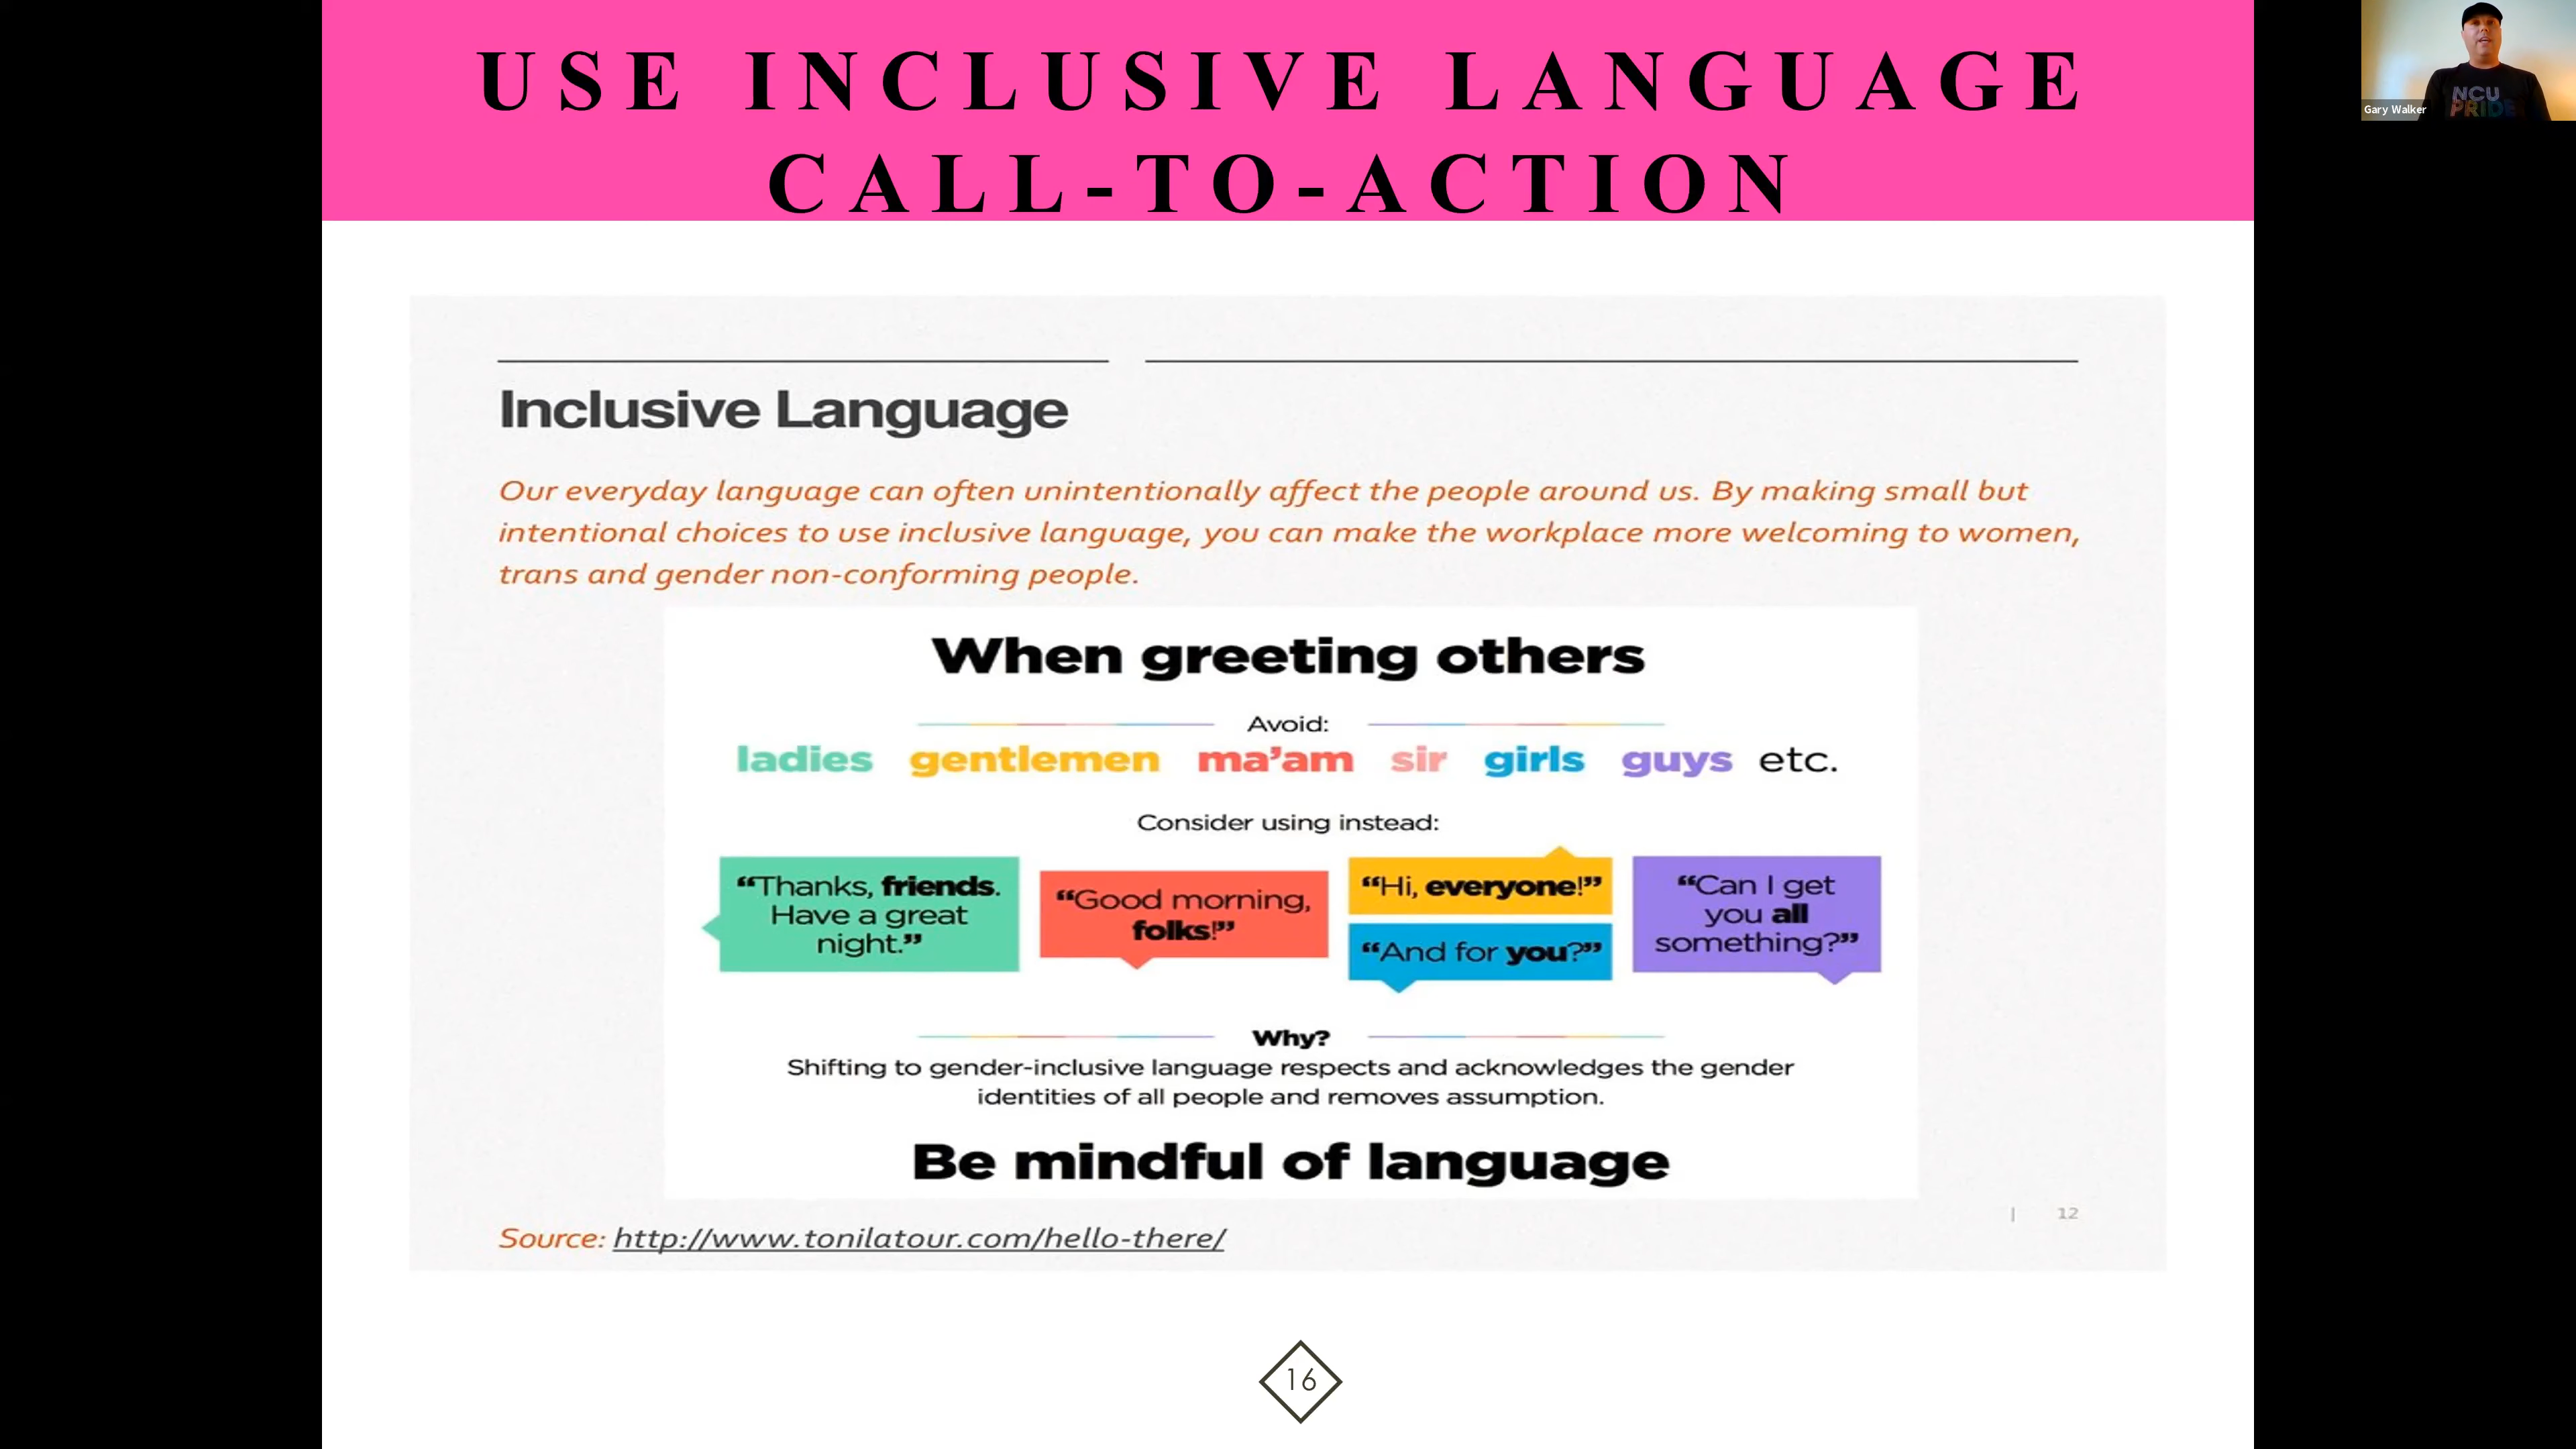 USE INCLUSIVE LANGUAGE
CALL-TO-ACTION
NCU
PRIDE
Gary Walker
Inclusive Language
Our everyday language can often unintentionally affect the people around us. By making small but
intentional choices to use inclusive language, you can make the workplace more welcoming to women,
trans and gender non-conforming people.
When greeting others
Avoid:
ladies gentlemen ma’am sir girls guys etc.
Consider using instead:
“Thanks, friends.
Have a great
night.”
“Good morning,
folks!”
“Hi, everyone!”
“And for you?”
“Can I get
you all
something?”
Why?
Shifting to gender-inclusive language respects and acknowledges the gender
identities of all people and removes assumption.
Be mindful of language
| 12
Source: http://www.tonilatour.com/hello-there/
16